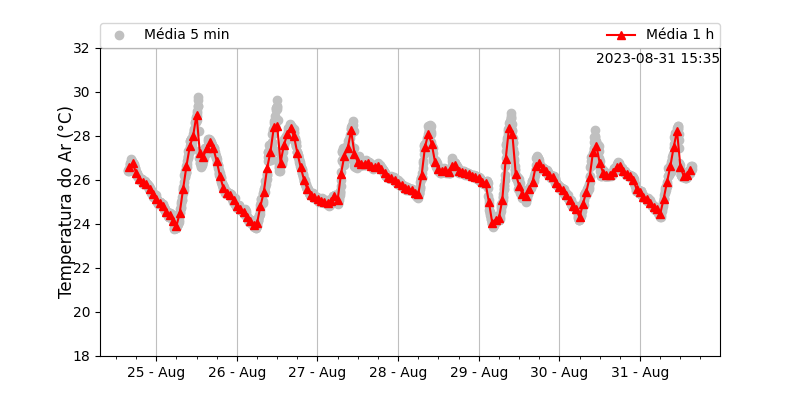 Média 5 min
Média 1 h
2023-08-31 15:35
Temperatura do Ar (°C)
32
30
28
26
24
22
20
18
25 - Aug
26 - Aug
27 - Aug
28 - Aug
29 - Aug
30 - Aug
31 - Aug